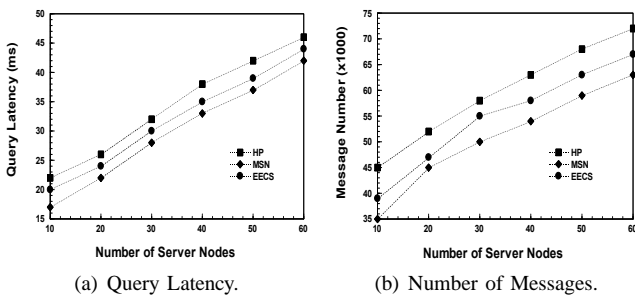 50
45
40
35
30
25
20
15
Query Latency (ms)
HP
MSN
EECS
10 20 30 40 50 60
Number of Server Nodes
(a) Query Latency.
75
70
65
60
55
50
45
40
35
Message Number (x1000)
HP
MSN
EECS
10 20 30 40 50 60
Number of Server Nodes
(b) Number of Messages.